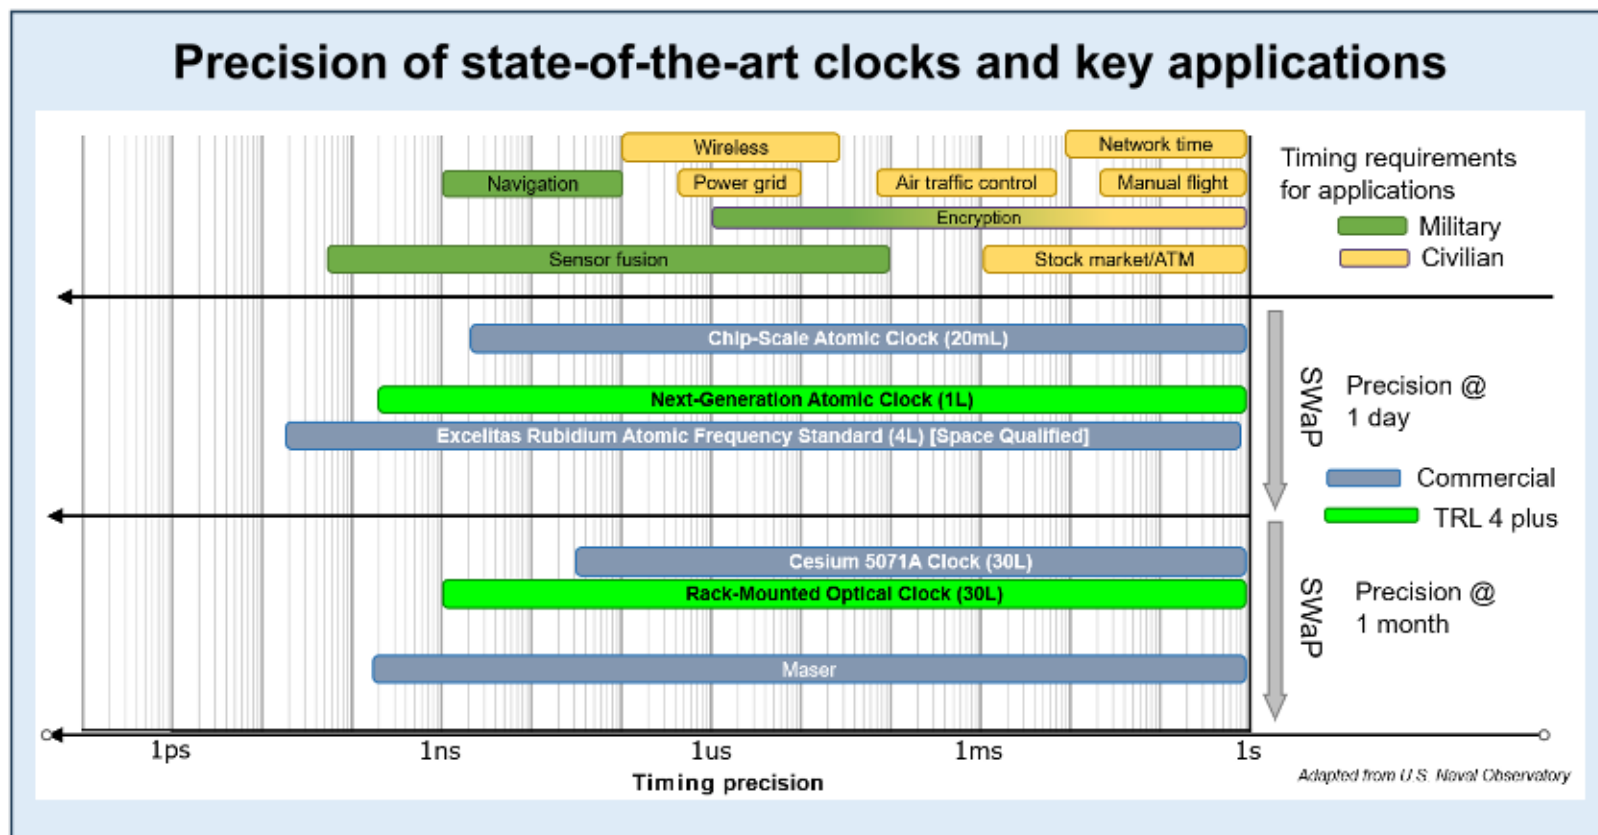 Precision of state-of-the-art clocks and key applications
Wireless
Network time
Navigation
Power grid
Air traffic control
Manual flight
Encryption
Sensor fusion
Stock market/ATM
Timing requirements
for applications
Military
Civilian
Chip-Scale Atomic Clock (20mL)
Next-Generation Atomic Clock (1L)
Excelitas Rubidium Atomic Frequency Standard (4L) [Space Qualified]
SWaP
Precision @
1 day
Commercial
TRL 4 plus
Cesium 5071A Clock (30L)
Rack-Mounted Optical Clock (30L)
Maser
SWaP
Precision @
1 month
1ps
1ns
1us
1ms
1s
Timing precision
Adapted from U.S. Naval Observatory